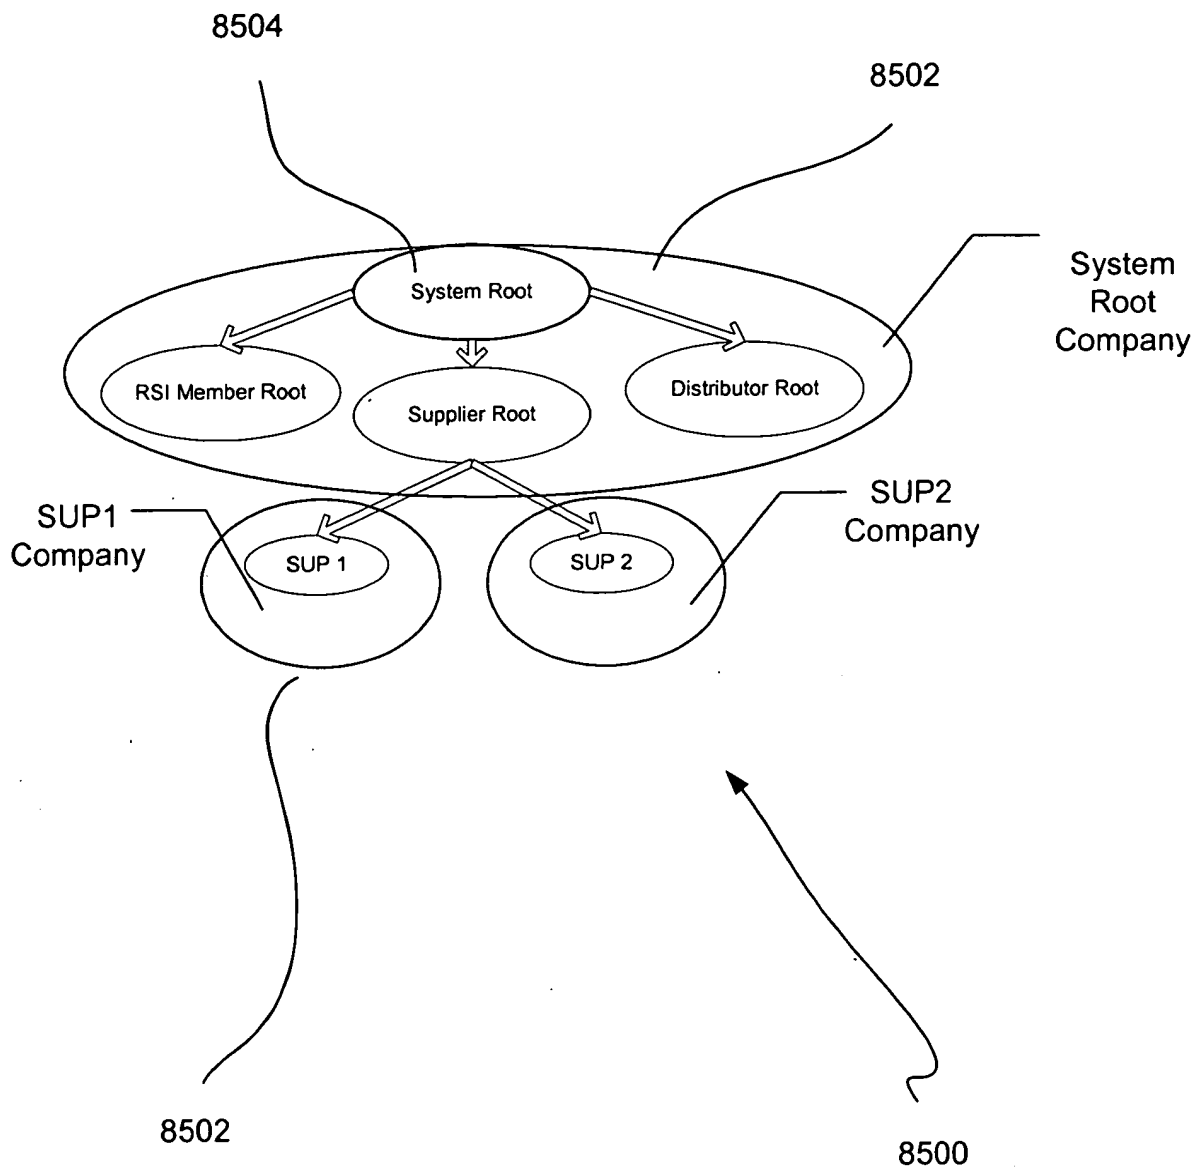 8504
8502
System
Root
Company
System Root
RSI Member Root
Supplier Root
Distributor Root
SUP1
Company
SUP2
Company
SUP 1
SUP 2
8502
8500